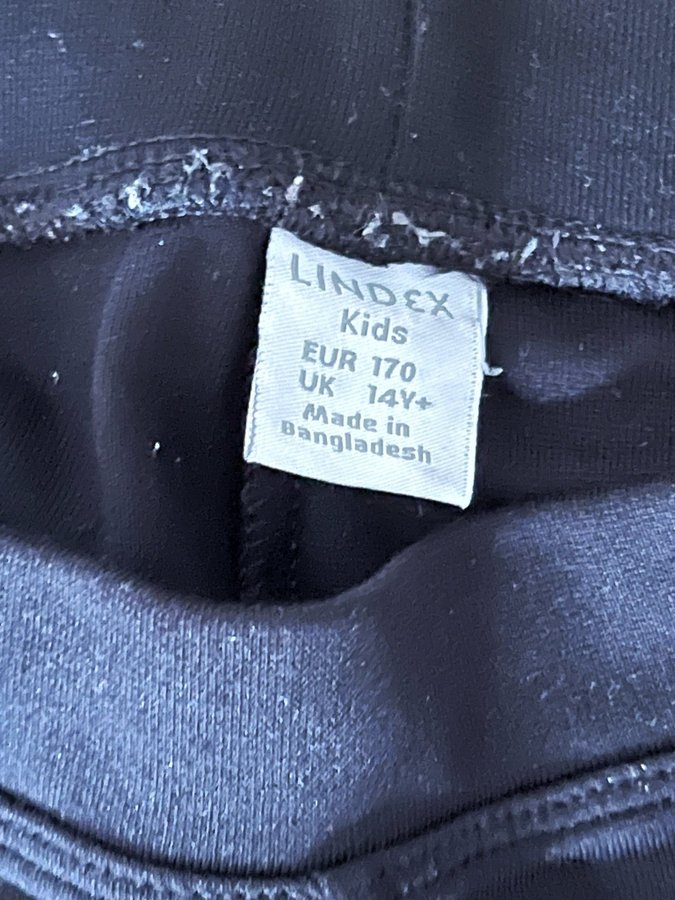 LINDEX
Kids
EUR 170
UK 14Y+
Made in
Bangladesh